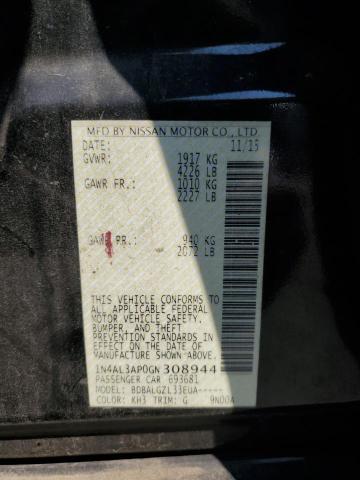 MFD BY NISSAN MOTOR CO., LTD.
DATE: 11/15
GVWR: 1917 KG
4226 LB
GAWR FR.: 1010 KG
2227 LB
GAWR RR.: 940 KG
2072 LB
THIS VEHICLE CONFORMS TO
ALL APPLICABLE FEDERAL
MOTOR VEHICLE SAFETY,
BUMPER, AND THEFT
PREVENTION STANDARDS
IN EFFECT ON THE DATE OF
MANUFACTURE SHOWN ABOVE.
1N4AL3AP0GN308944
PASSENGER CAR 693681
MODEL: BDBALGZL33EUA-----
COLOR: KH3 TRIM: G 9N00A